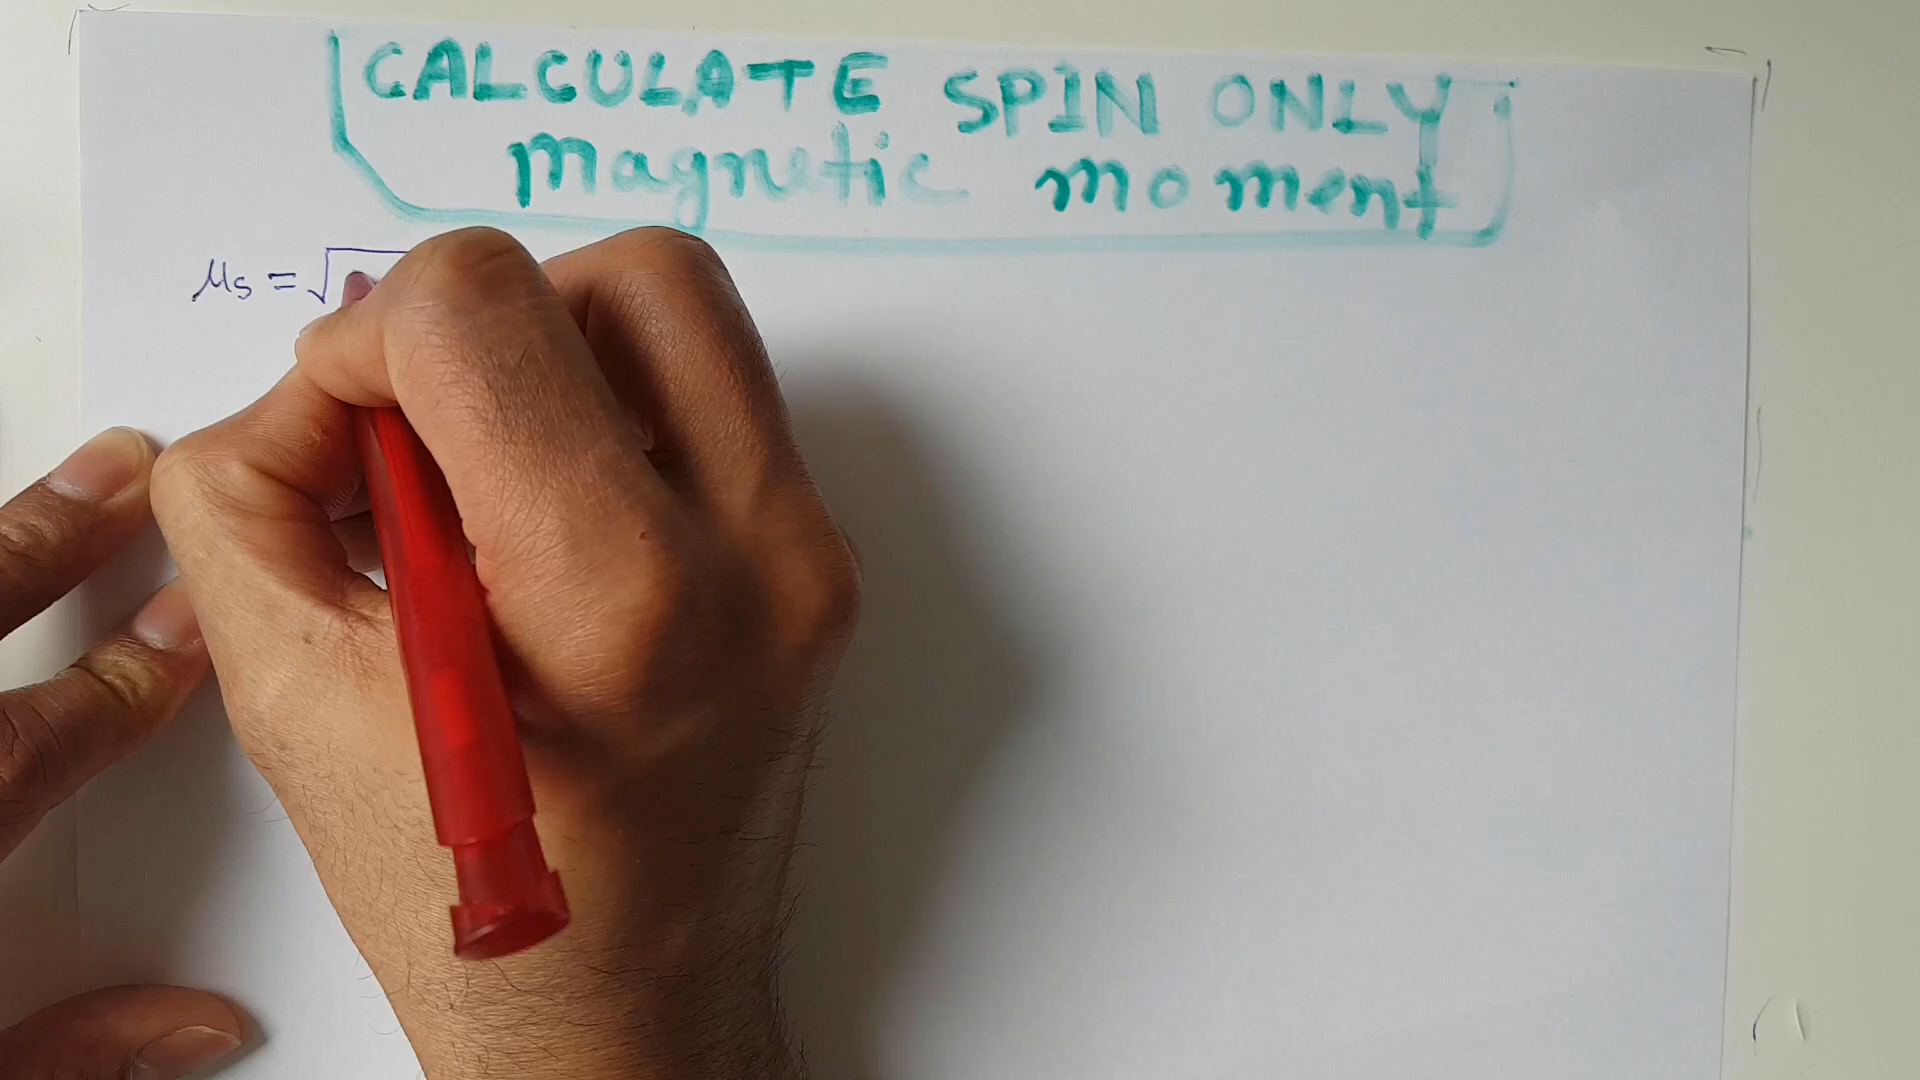 CALCULATE SPIN ONLY
magnetic moment
μs = √